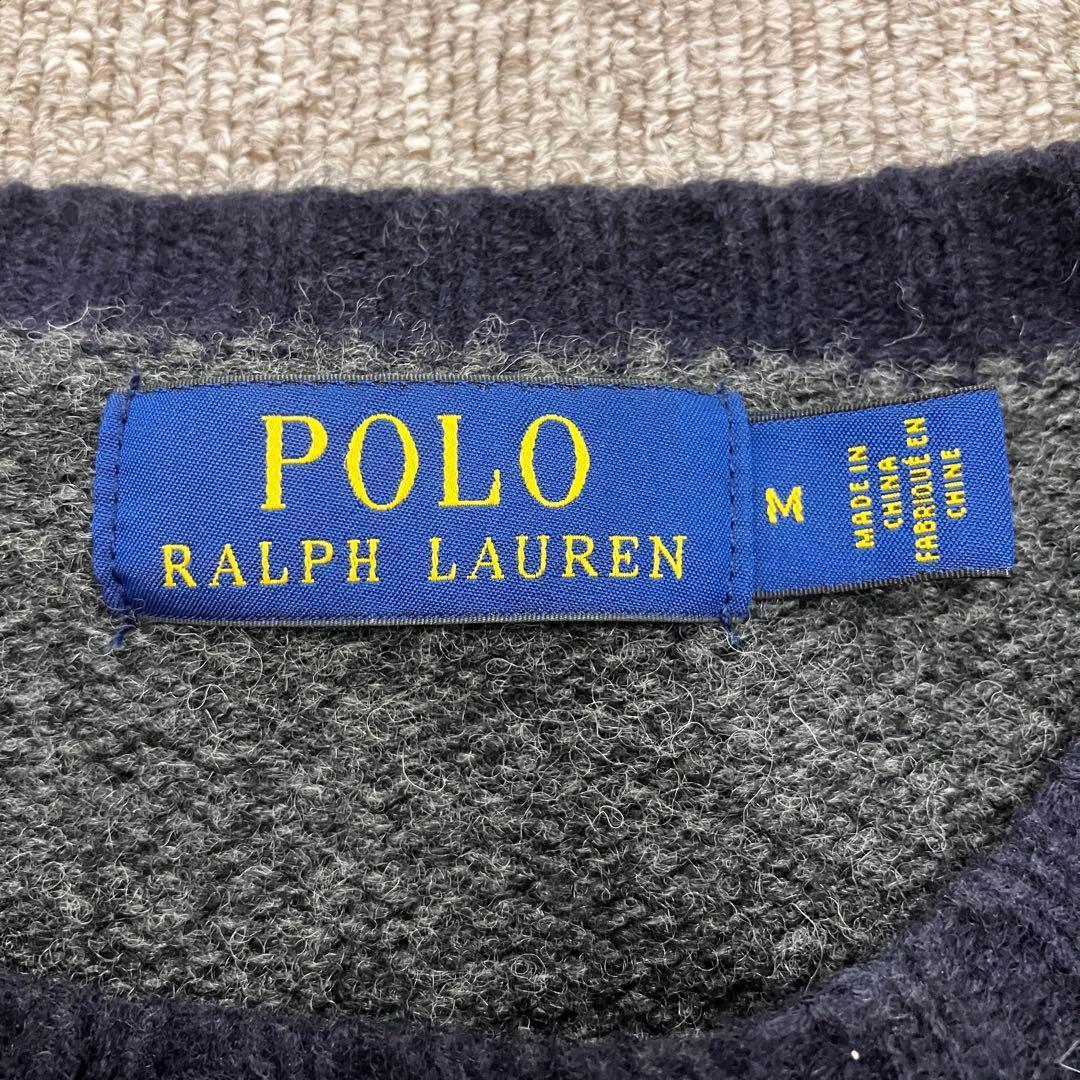 POLO
RALPH LAUREN
M
MADE IN
CHINA
FABRIQUÉ EN
CHINE